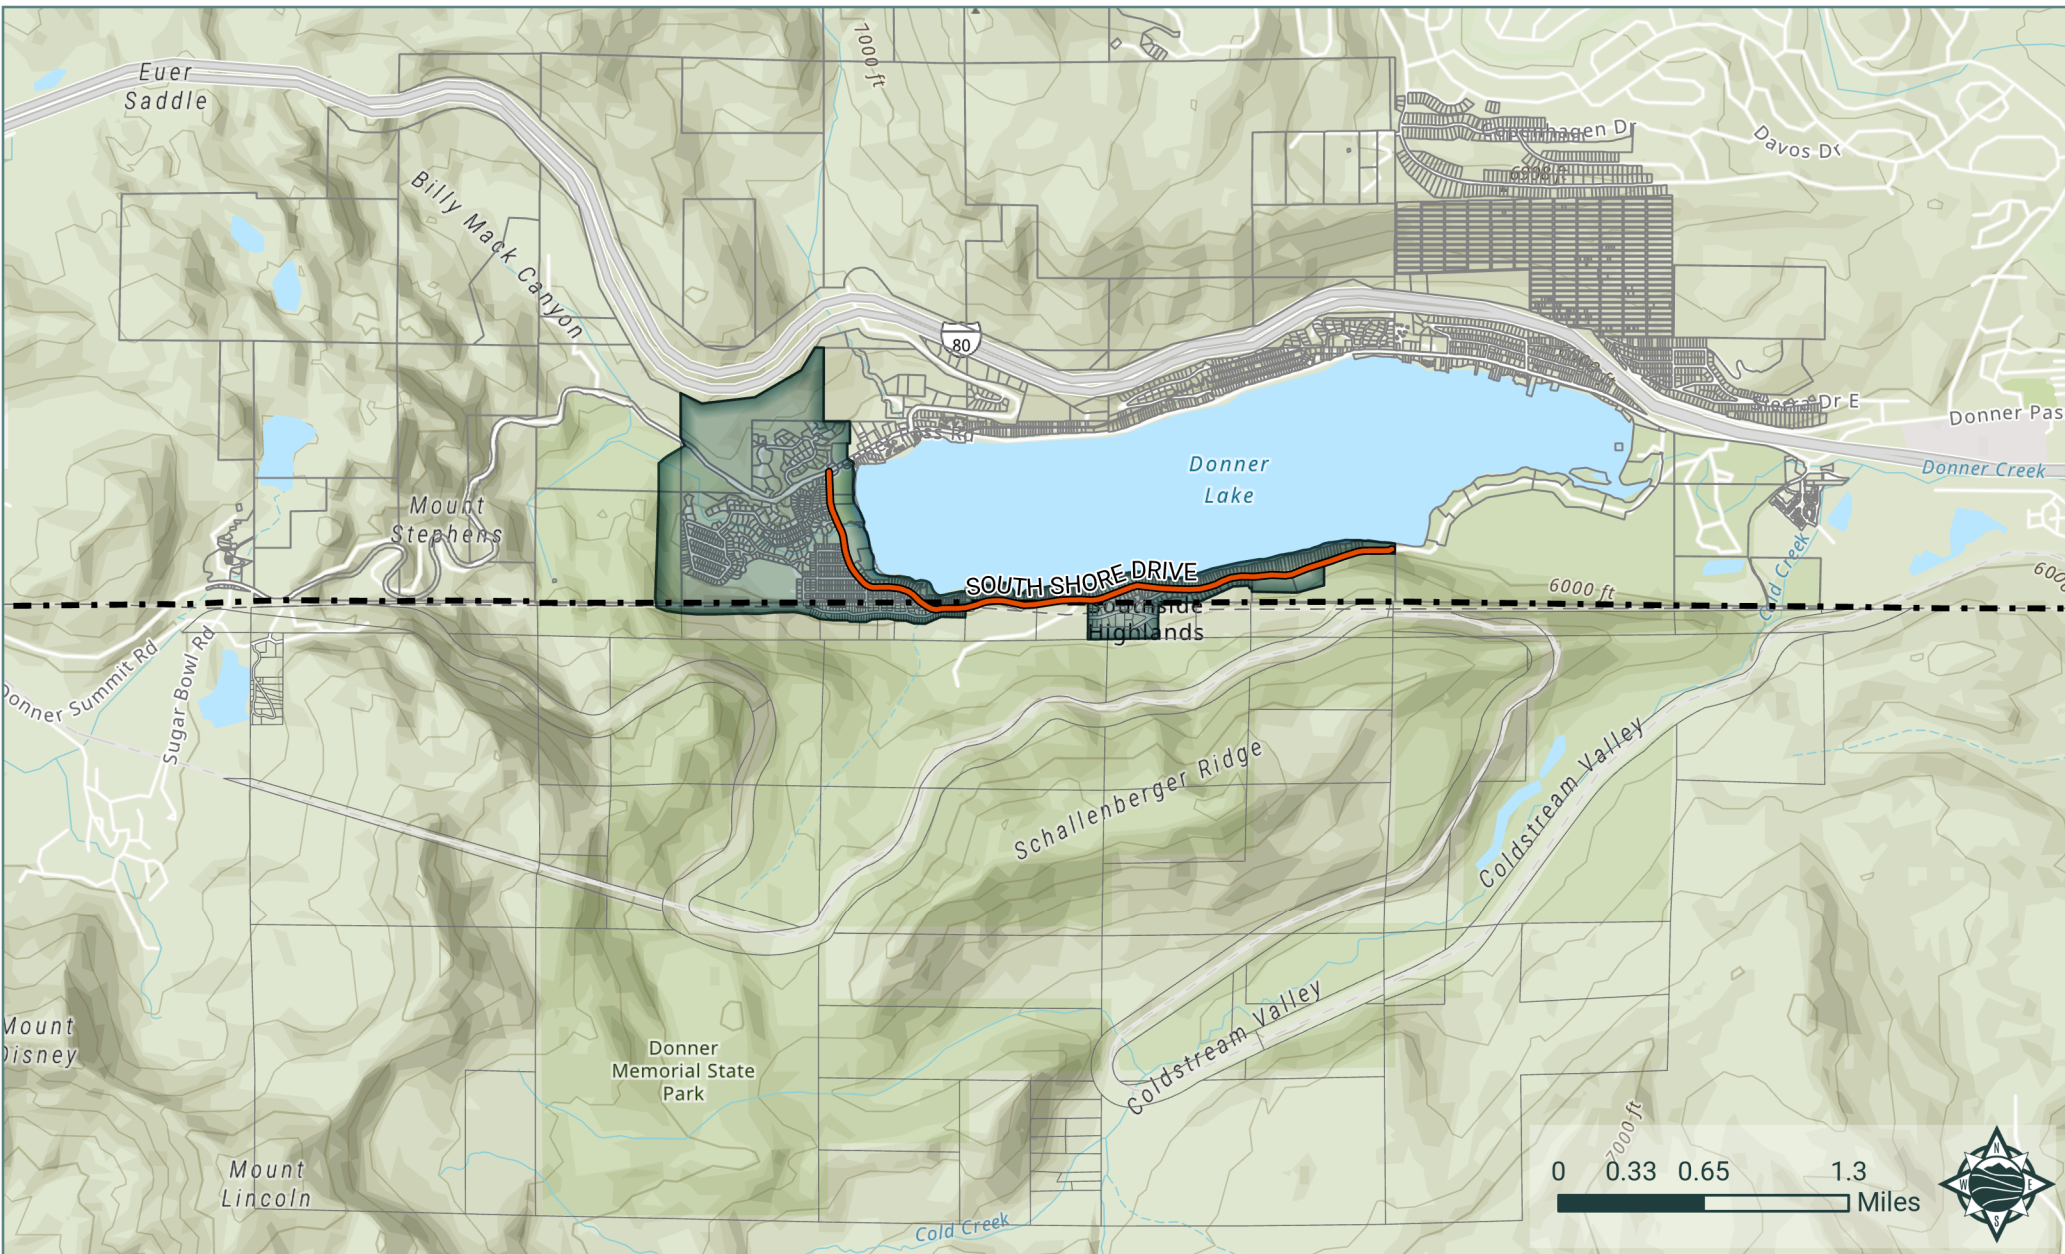 7000 ft
Euer
Saddle
Davos Dr
Billy Mack Canyon
80
Donner Pas
Donner
Lake
Donner Creek
Mount
Stephens
SOUTH SHORE DRIVE
Southside
Highlands
6000 ft
Cold Creek
Donner Summit Rd
Sugar Bowl Rd
Schallenberger Ridge
Coldstream Valley
Coldstream Valley
Mount
Disney
Donner
Memorial State
Park
Mount
Lincoln
Cold Creek
7000 ft
0 0.33 0.65 1.3
Miles
N
W E
S